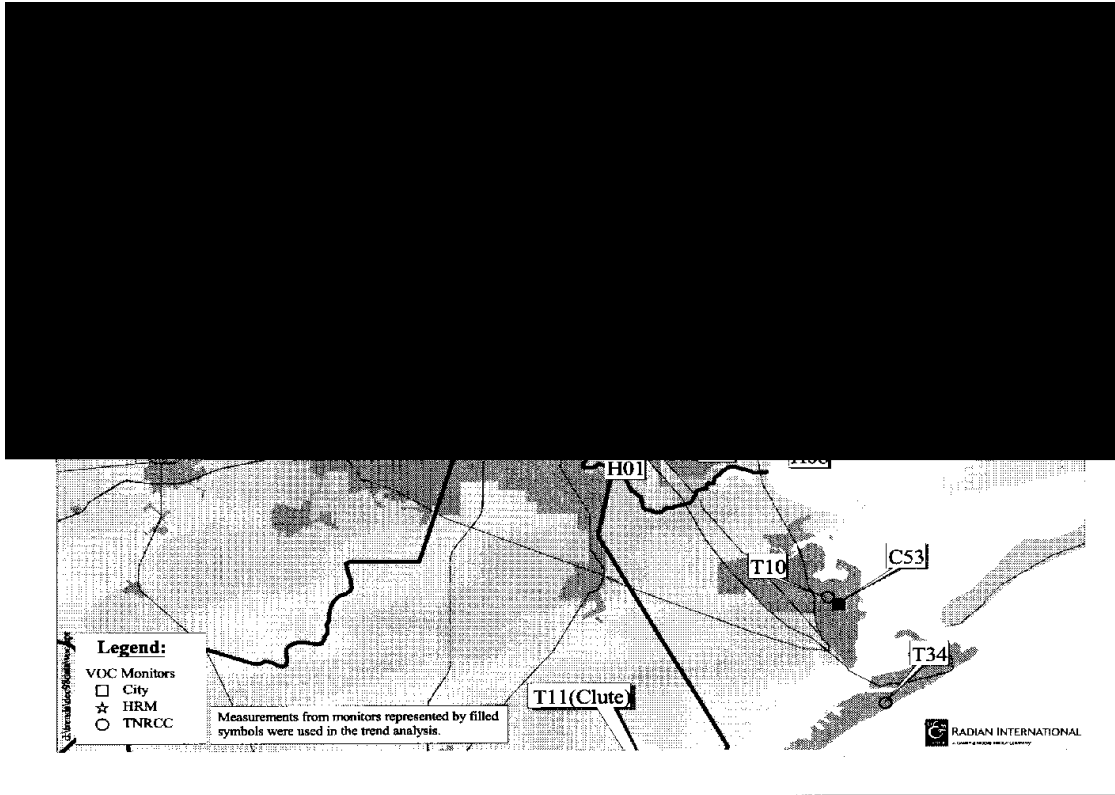 H01
T10
C53
T34
T11(Clute)
Legend:
VOC Monitors
City
HRM
TNRCC
Measurements from monitors represented by filled
symbols were used in the trend analysis.
RADIAN INTERNATIONAL